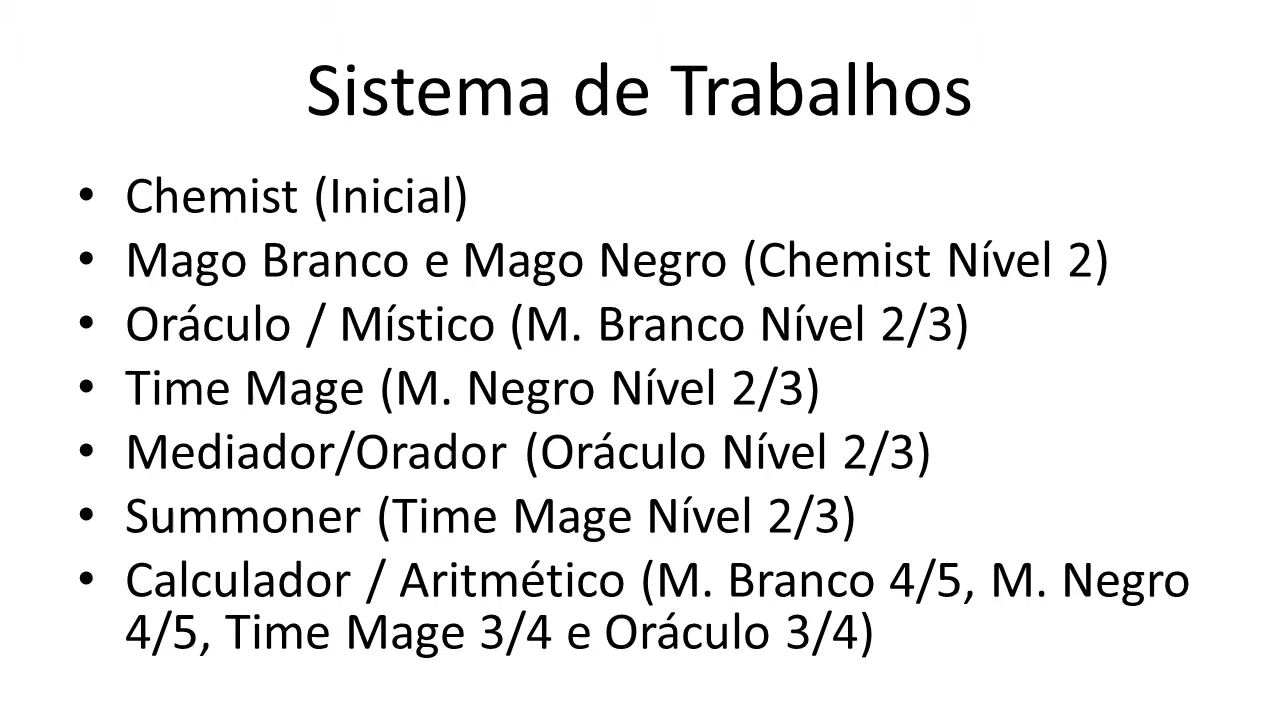 Sistema de Trabalhos
• Chemist (Inicial)
• Mago Branco e Mago Negro (Chemist Nível 2)
• Oráculo / Místico (M. Branco Nível 2/3)
• Time Mage (M. Negro Nível 2/3)
• Mediador/Orador (Oráculo Nível 2/3)
• Summoner (Time Mage Nível 2/3)
• Calculador / Aritmético (M. Branco 4/5, M. Negro
4/5, Time Mage 3/4 e Oráculo 3/4)